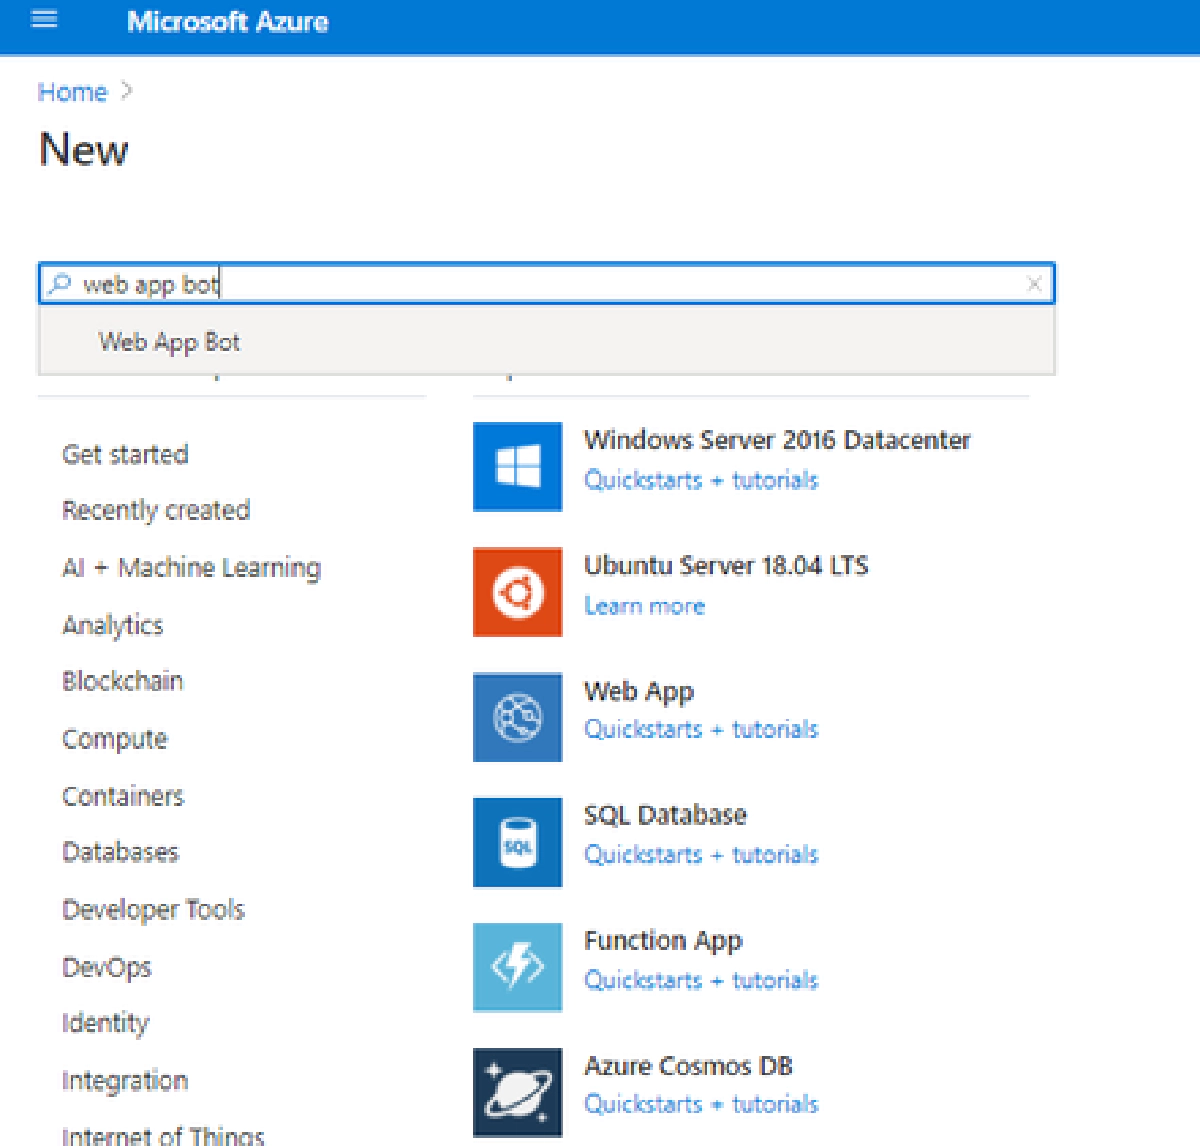 Microsoft Azure
Home
New
web app bot
Web App Bot
Get started
Recently created
AI + Machine Learning
Analytics
Blockchain
Compute
Containers
Databases
Developer Tools
DevOps
Identity
Integration
Internet of Things
Windows Server 2016 Datacenter
Quickstarts + tutorials
Ubuntu Server 18.04 LTS
Learn more
Web App
Quickstarts + tutorials
SQL Database
Quickstarts + tutorials
SQL
Function App
Quickstarts + tutorials
Azure Cosmos DB
Quickstarts + tutorials